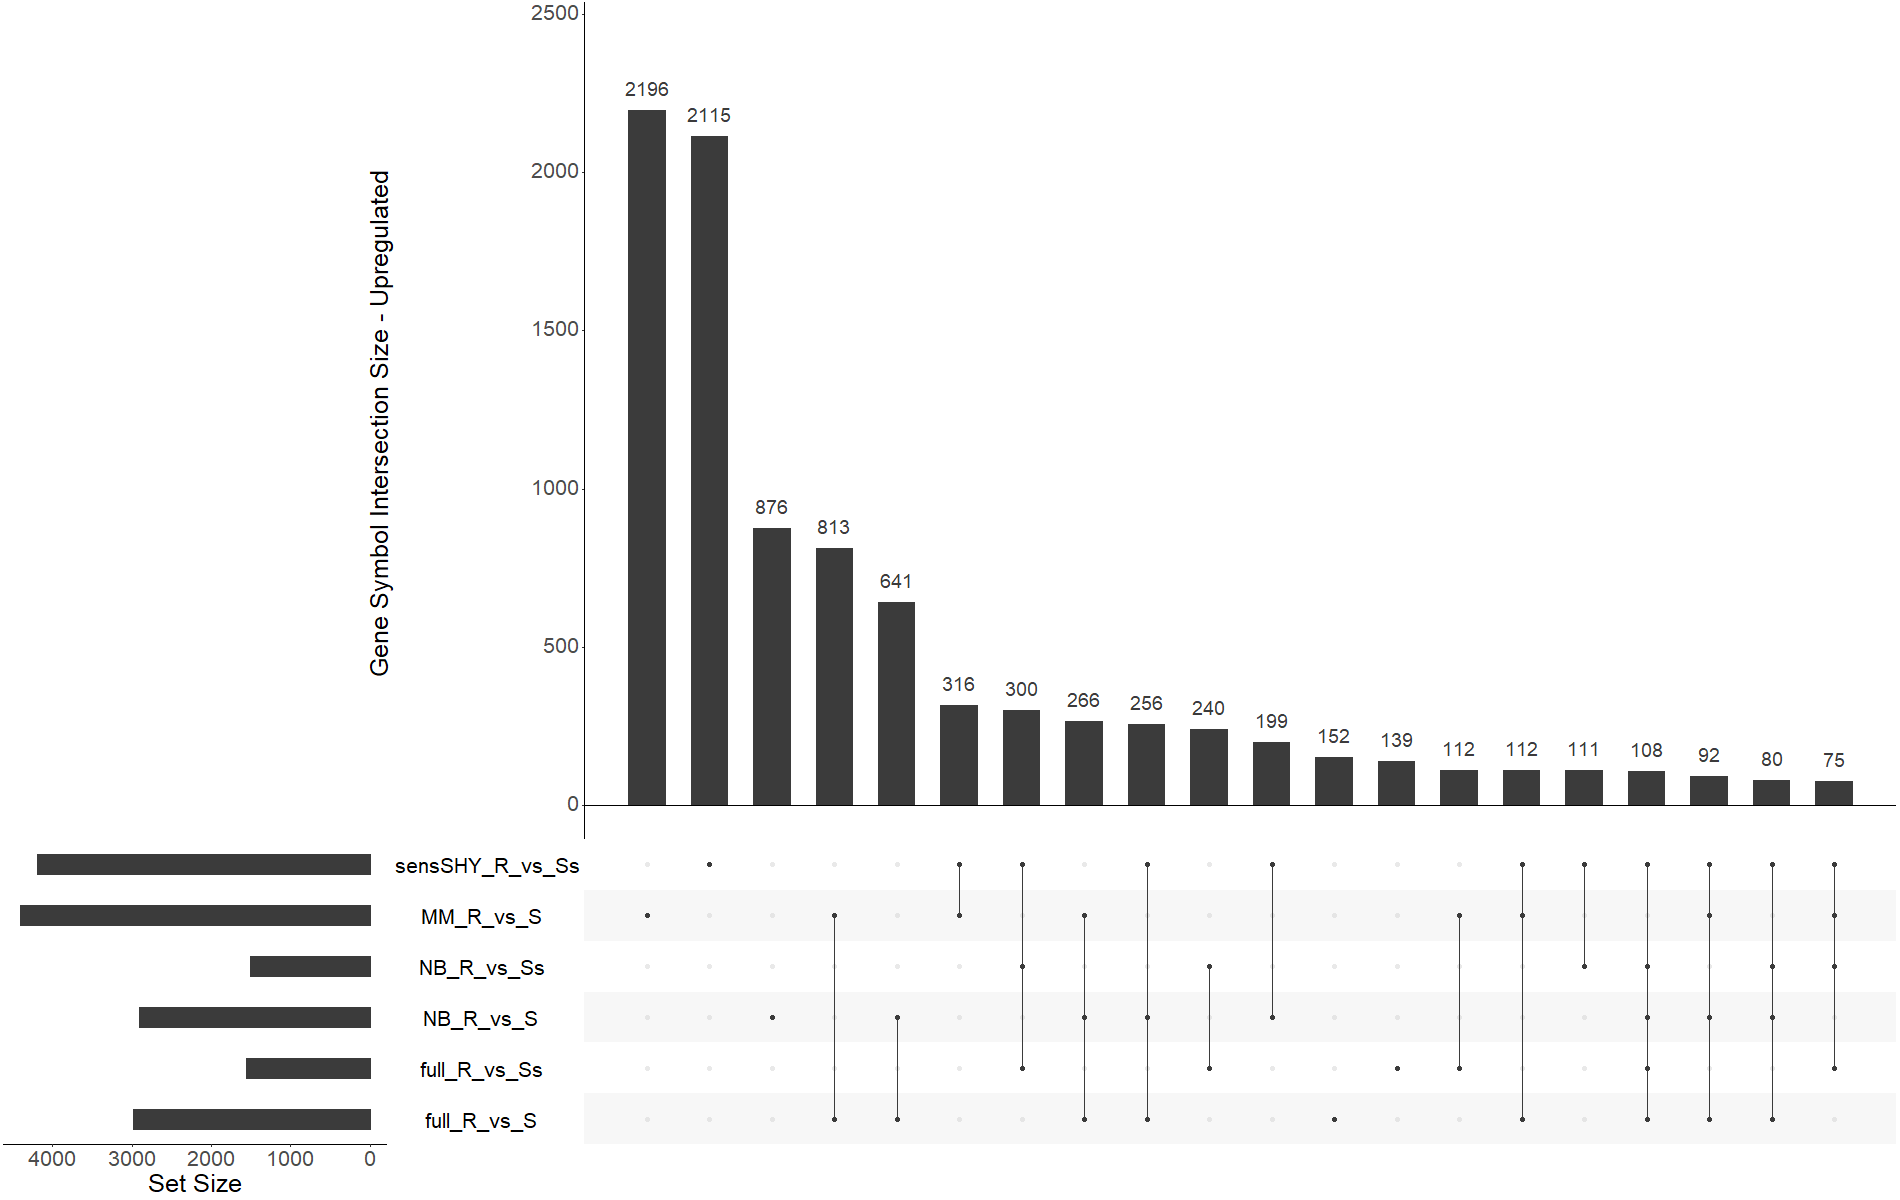 Gene Symbol Intersection Size - Upregulated
2500
2000
1500
1000
500
0
2196
2115
876
813
641
316
300
266
256
240
199
152
139
112
112
111
108
92
80
75
sensSHY_R_vs_Ss
MM_R_vs_S
NB_R_vs_Ss
NB_R_vs_S
full_R_vs_Ss
full_R_vs_S
4000 3000 2000 1000 0
Set Size